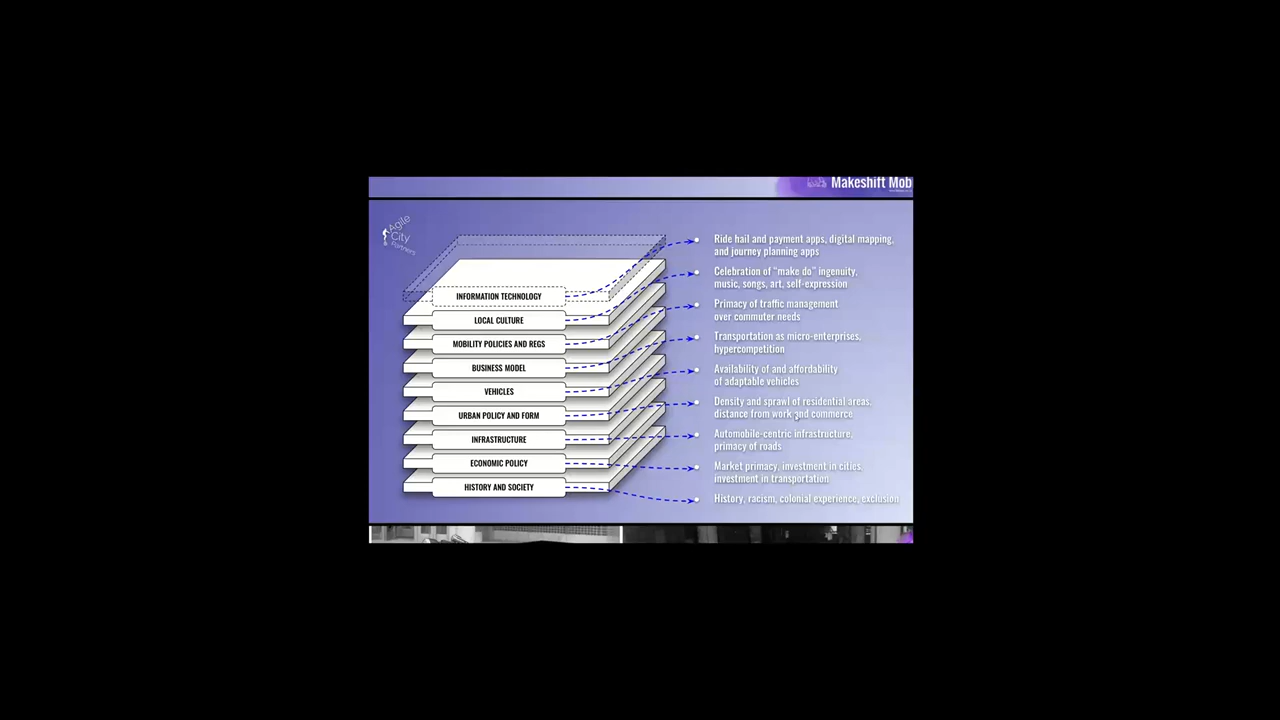 Makeshift Mob
Agile
City
Partners
INFORMATION TECHNOLOGY
LOCAL CULTURE
MOBILITY POLICIES AND REGS
BUSINESS MODEL
VEHICLES
URBAN POLICY AND FORM
INFRASTRUCTURE
ECONOMIC POLICY
HISTORY AND SOCIETY
Ride hail and payment apps, digital mapping,
and journey planning apps
Celebration of “make do” ingenuity,
music, songs, art, self-expression
Primacy of traffic management
over commuter needs
Transportation as micro-enterprises,
hypercompetition
Availability of and affordability
of adaptable vehicles
Density and sprawl of residential areas,
distance from work and commerce
Automobile-centric infrastructure,
primacy of roads
Market primacy, investment in cities,
investment in transportation
History, racism, colonial experience, exclusion